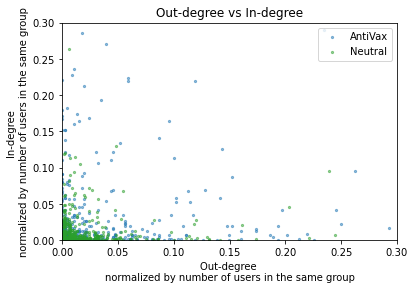 Out-degree vs In-degree
In-degree
normalized by number of users in the same group
0.30
0.25
0.20
0.15
0.10
0.05
0.00
AntiVax
Neutral
0.00 0.05 0.10 0.15 0.20 0.25 0.30
Out-degree
normalized by number of users in the same group